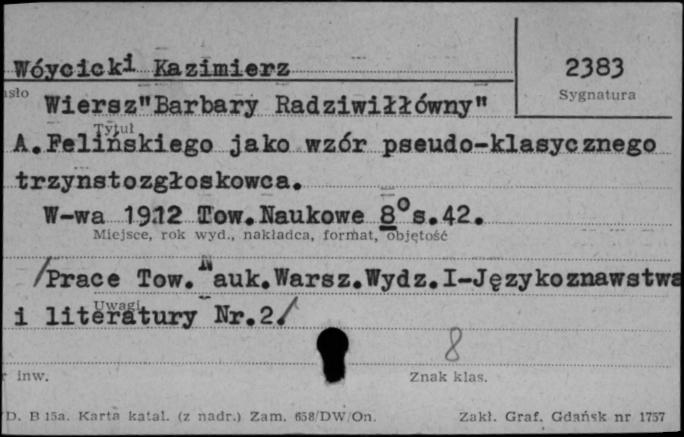 Wóycicki Kazimierz
2383
Sygnatura
Wiersz"Barbary Radziwiłłówny"
Tytuł
A.Felińskiego jako wzór pseudo-klasycznego
trzynstozgłoskowca.
W-wa 1912 Tow.Naukowe 8°s.42.
Miejsce, rok wyd., nakładca, format, objętość
/Prace Tow.Nauk.Warsz.Wydz.I-Językoznawstwa
Uwagi
i literatury Nr.2/
8
inw.
Znak klas.
D. B 15a. Karta katal. (z nadr.) Zam. 658/DW/On.
Zakł. Graf. Gdańsk nr 1757